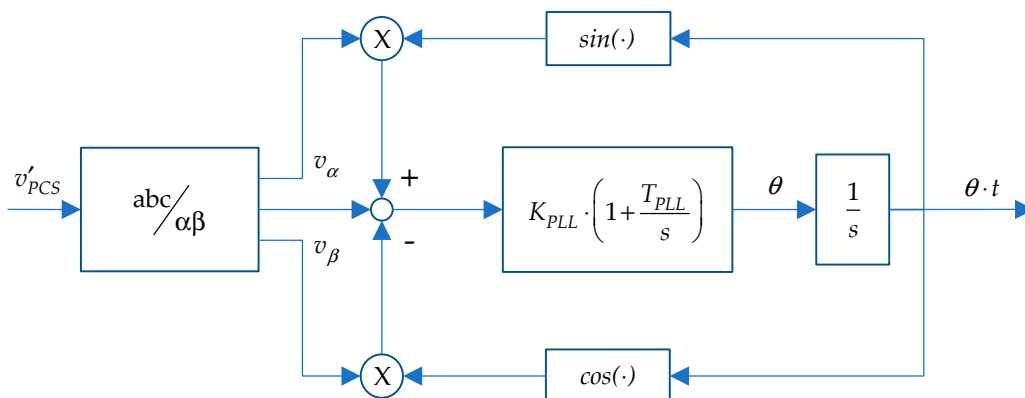 X
sin(·)
v′PCS
abc/αβ
vα
+
KPLL · (1 + TPLL/s)
θ
1/s
θ · t
vβ
-
X
cos(·)